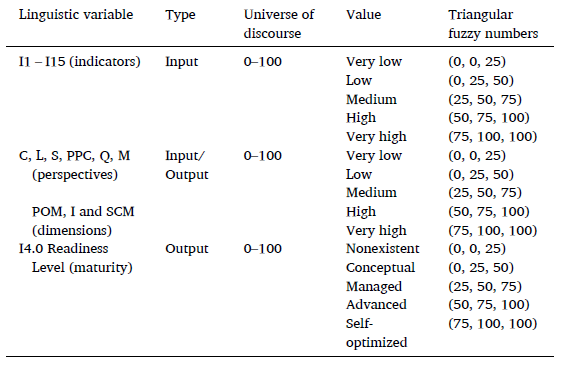 Linguistic variable Type Universe of discourse Value Triangular fuzzy numbers
I1 – I15 (indicators) Input 0–100 Very low (0, 0, 25)
Low (0, 25, 50)
Medium (25, 50, 75)
High (50, 75, 100)
Very high (75, 100, 100)
C, L, S, PPC, Q, M Input/ 0–100 Very low (0, 0, 25)
(perspectives) Output Low (0, 25, 50)
Medium (25, 50, 75)
POM, I and SCM High (50, 75, 100)
(dimensions) Very high (75, 100, 100)
I4.0 Readiness Output 0–100 Nonexistent (0, 0, 25)
Level (maturity) Conceptual (0, 25, 50)
Managed (25, 50, 75)
Advanced (50, 75, 100)
Self- (75, 100, 100)
optimized